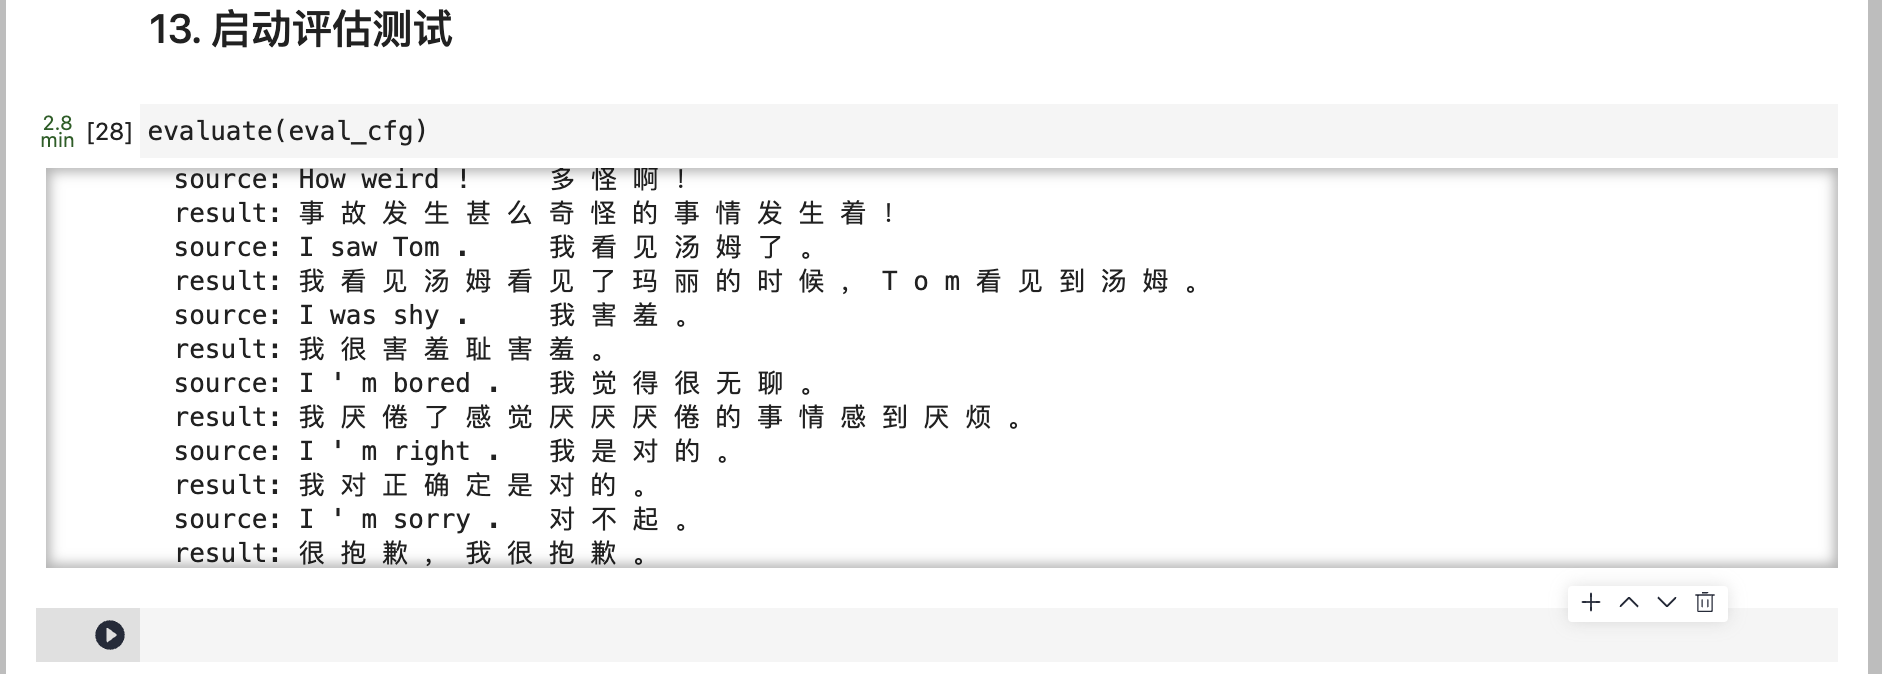 13. 启动评估测试
2.8 min [28] evaluate(eval_cfg)
source: How weird ! 多 怪 啊 !
result: 事 故 发 生 甚 么 奇 怪 的 事 情 发 生 着 !
source: I saw Tom . 我 看 见 汤 姆 了 。
result: 我 看 见 汤 姆 看 见 了 玛 丽 的 时 候 , T o m 看 见 到 汤 姆 。
source: I was shy . 我 害 羞 。
result: 我 很 害 羞 耻 害 羞 。
source: I ' m bored . 我 觉 得 很 无 聊 。
result: 我 厌 倦 了 感 觉 厌 厌 厌 倦 的 事 情 感 到 厌 烦 。
source: I ' m right . 我 是 对 的 。
result: 我 对 正 确 定 是 对 的 。
source: I ' m sorry . 对 不 起 。
result: 很 抱 歉 , 我 很 抱 歉 。